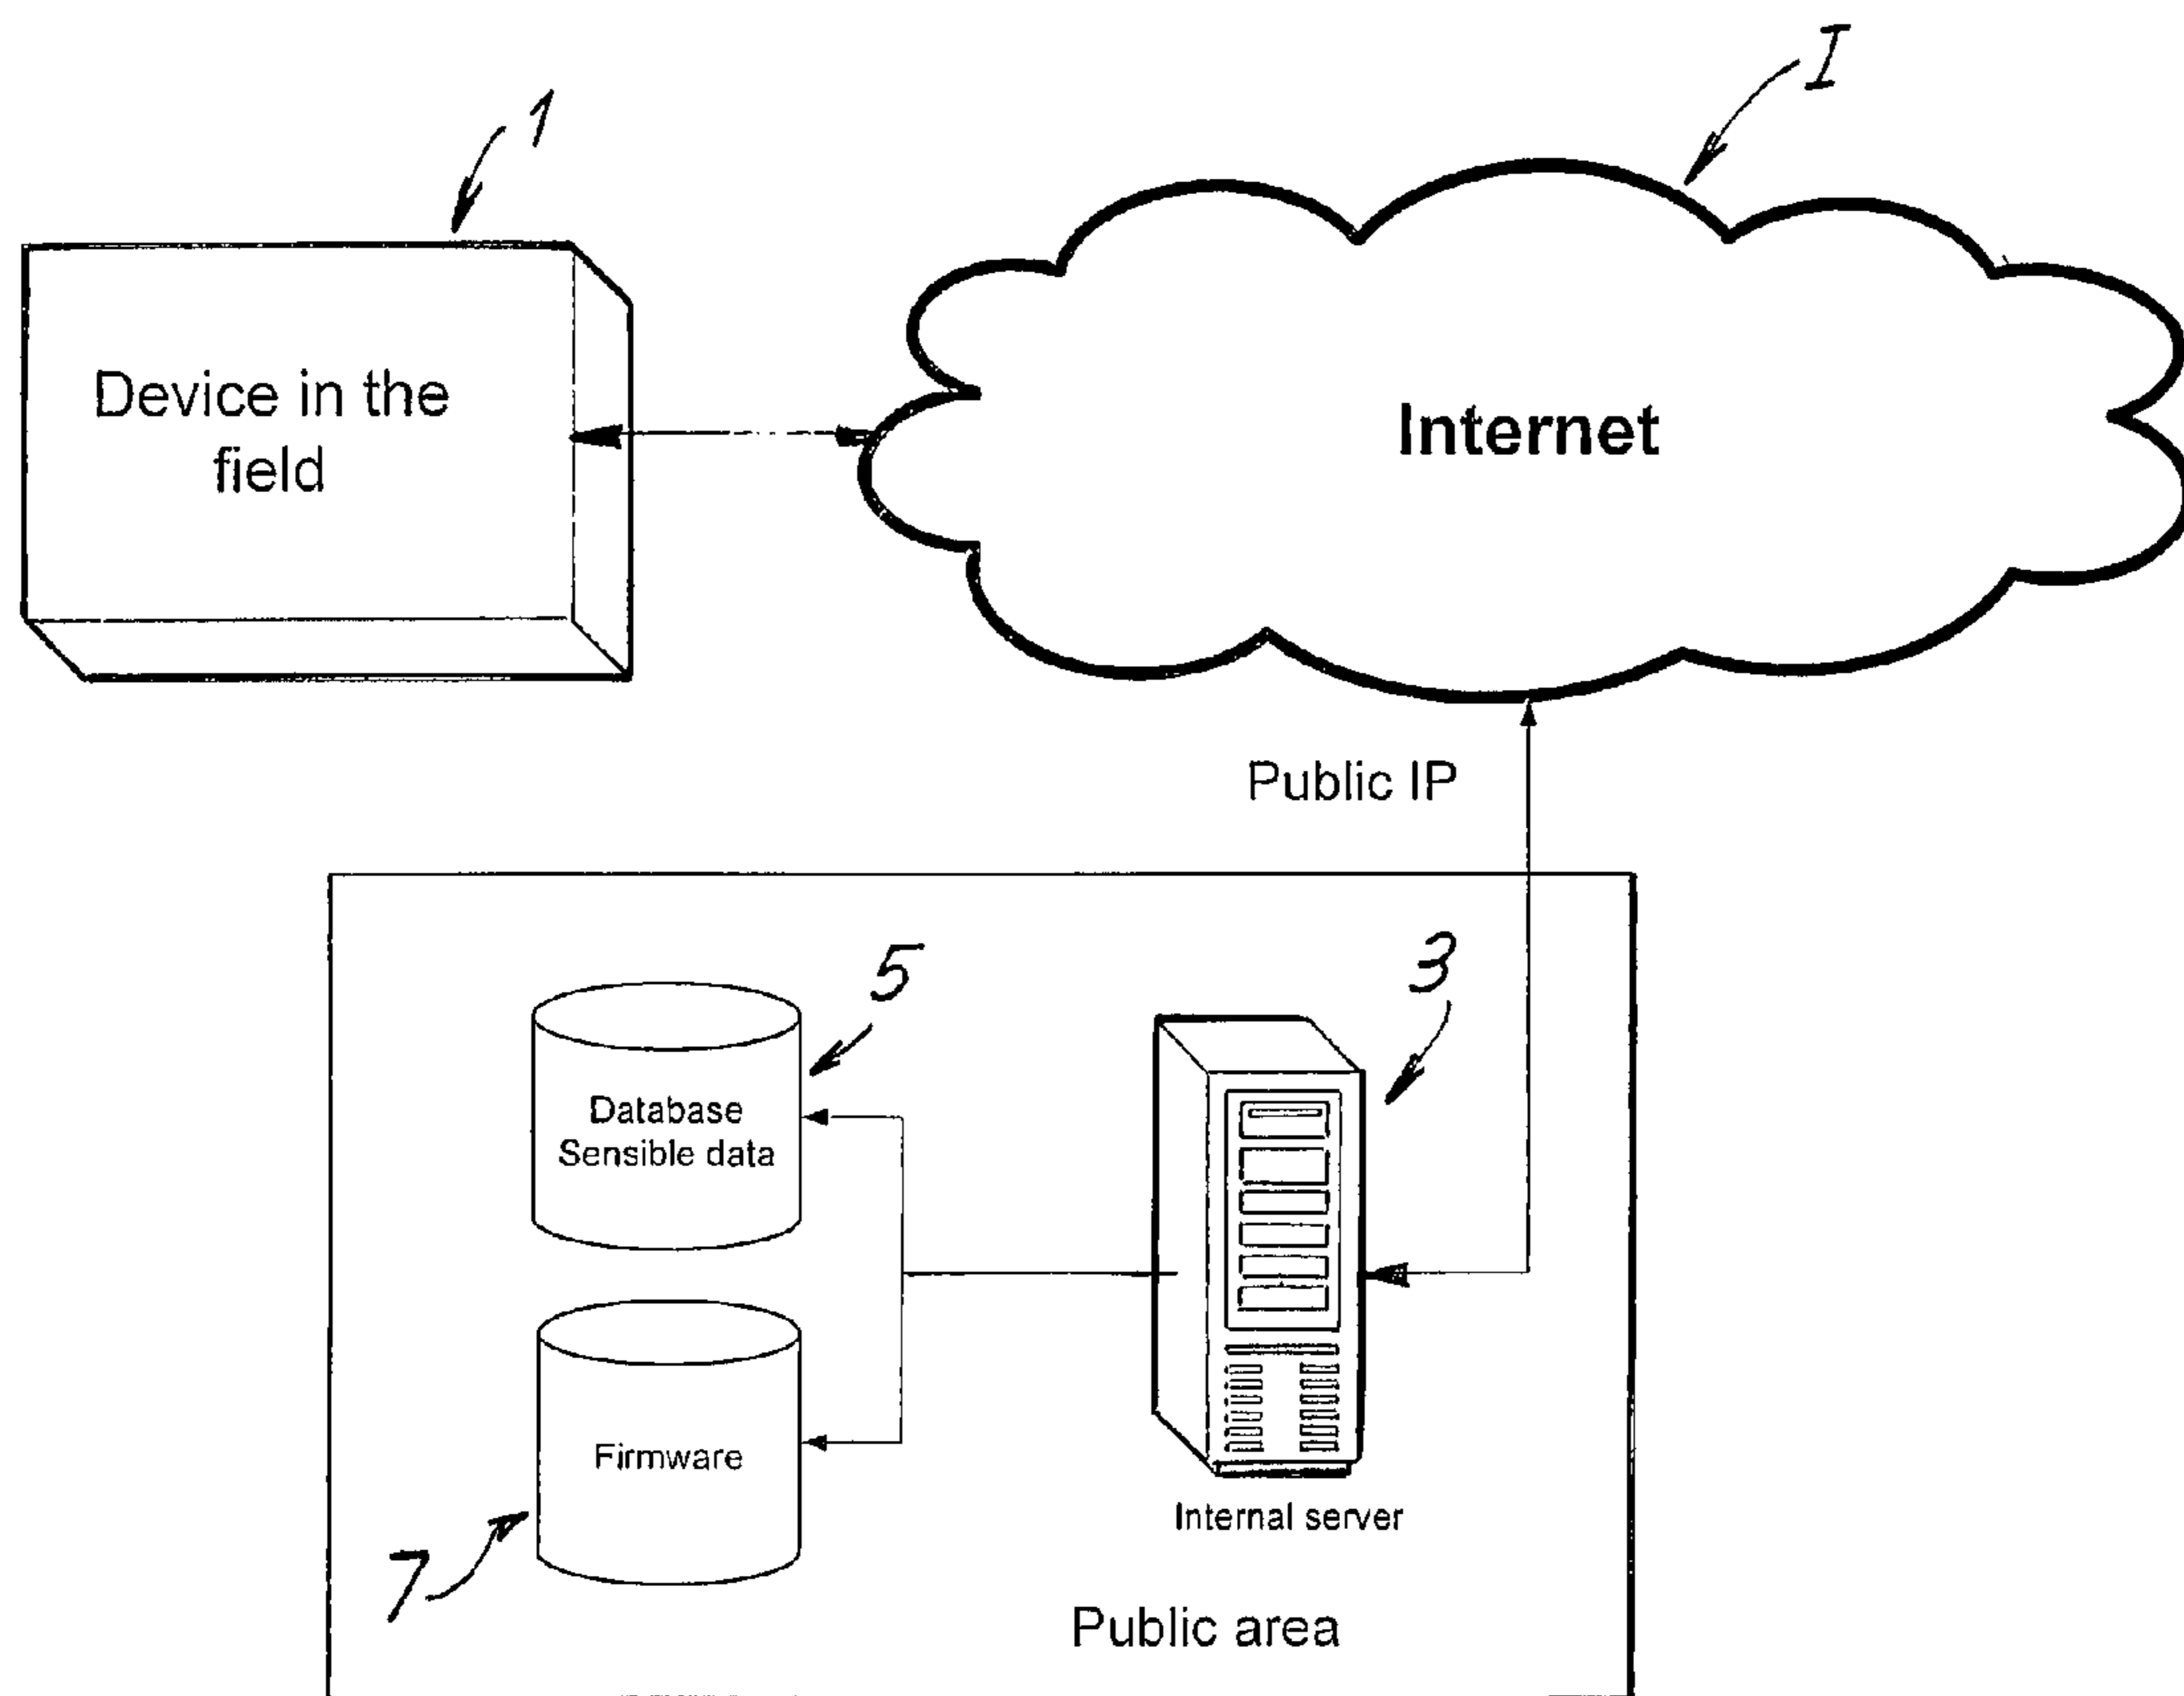 I
1
Device in the
field
Internet
Public IP
5
3
Database
Sensible data
Firmware
Internal server
7
Public area